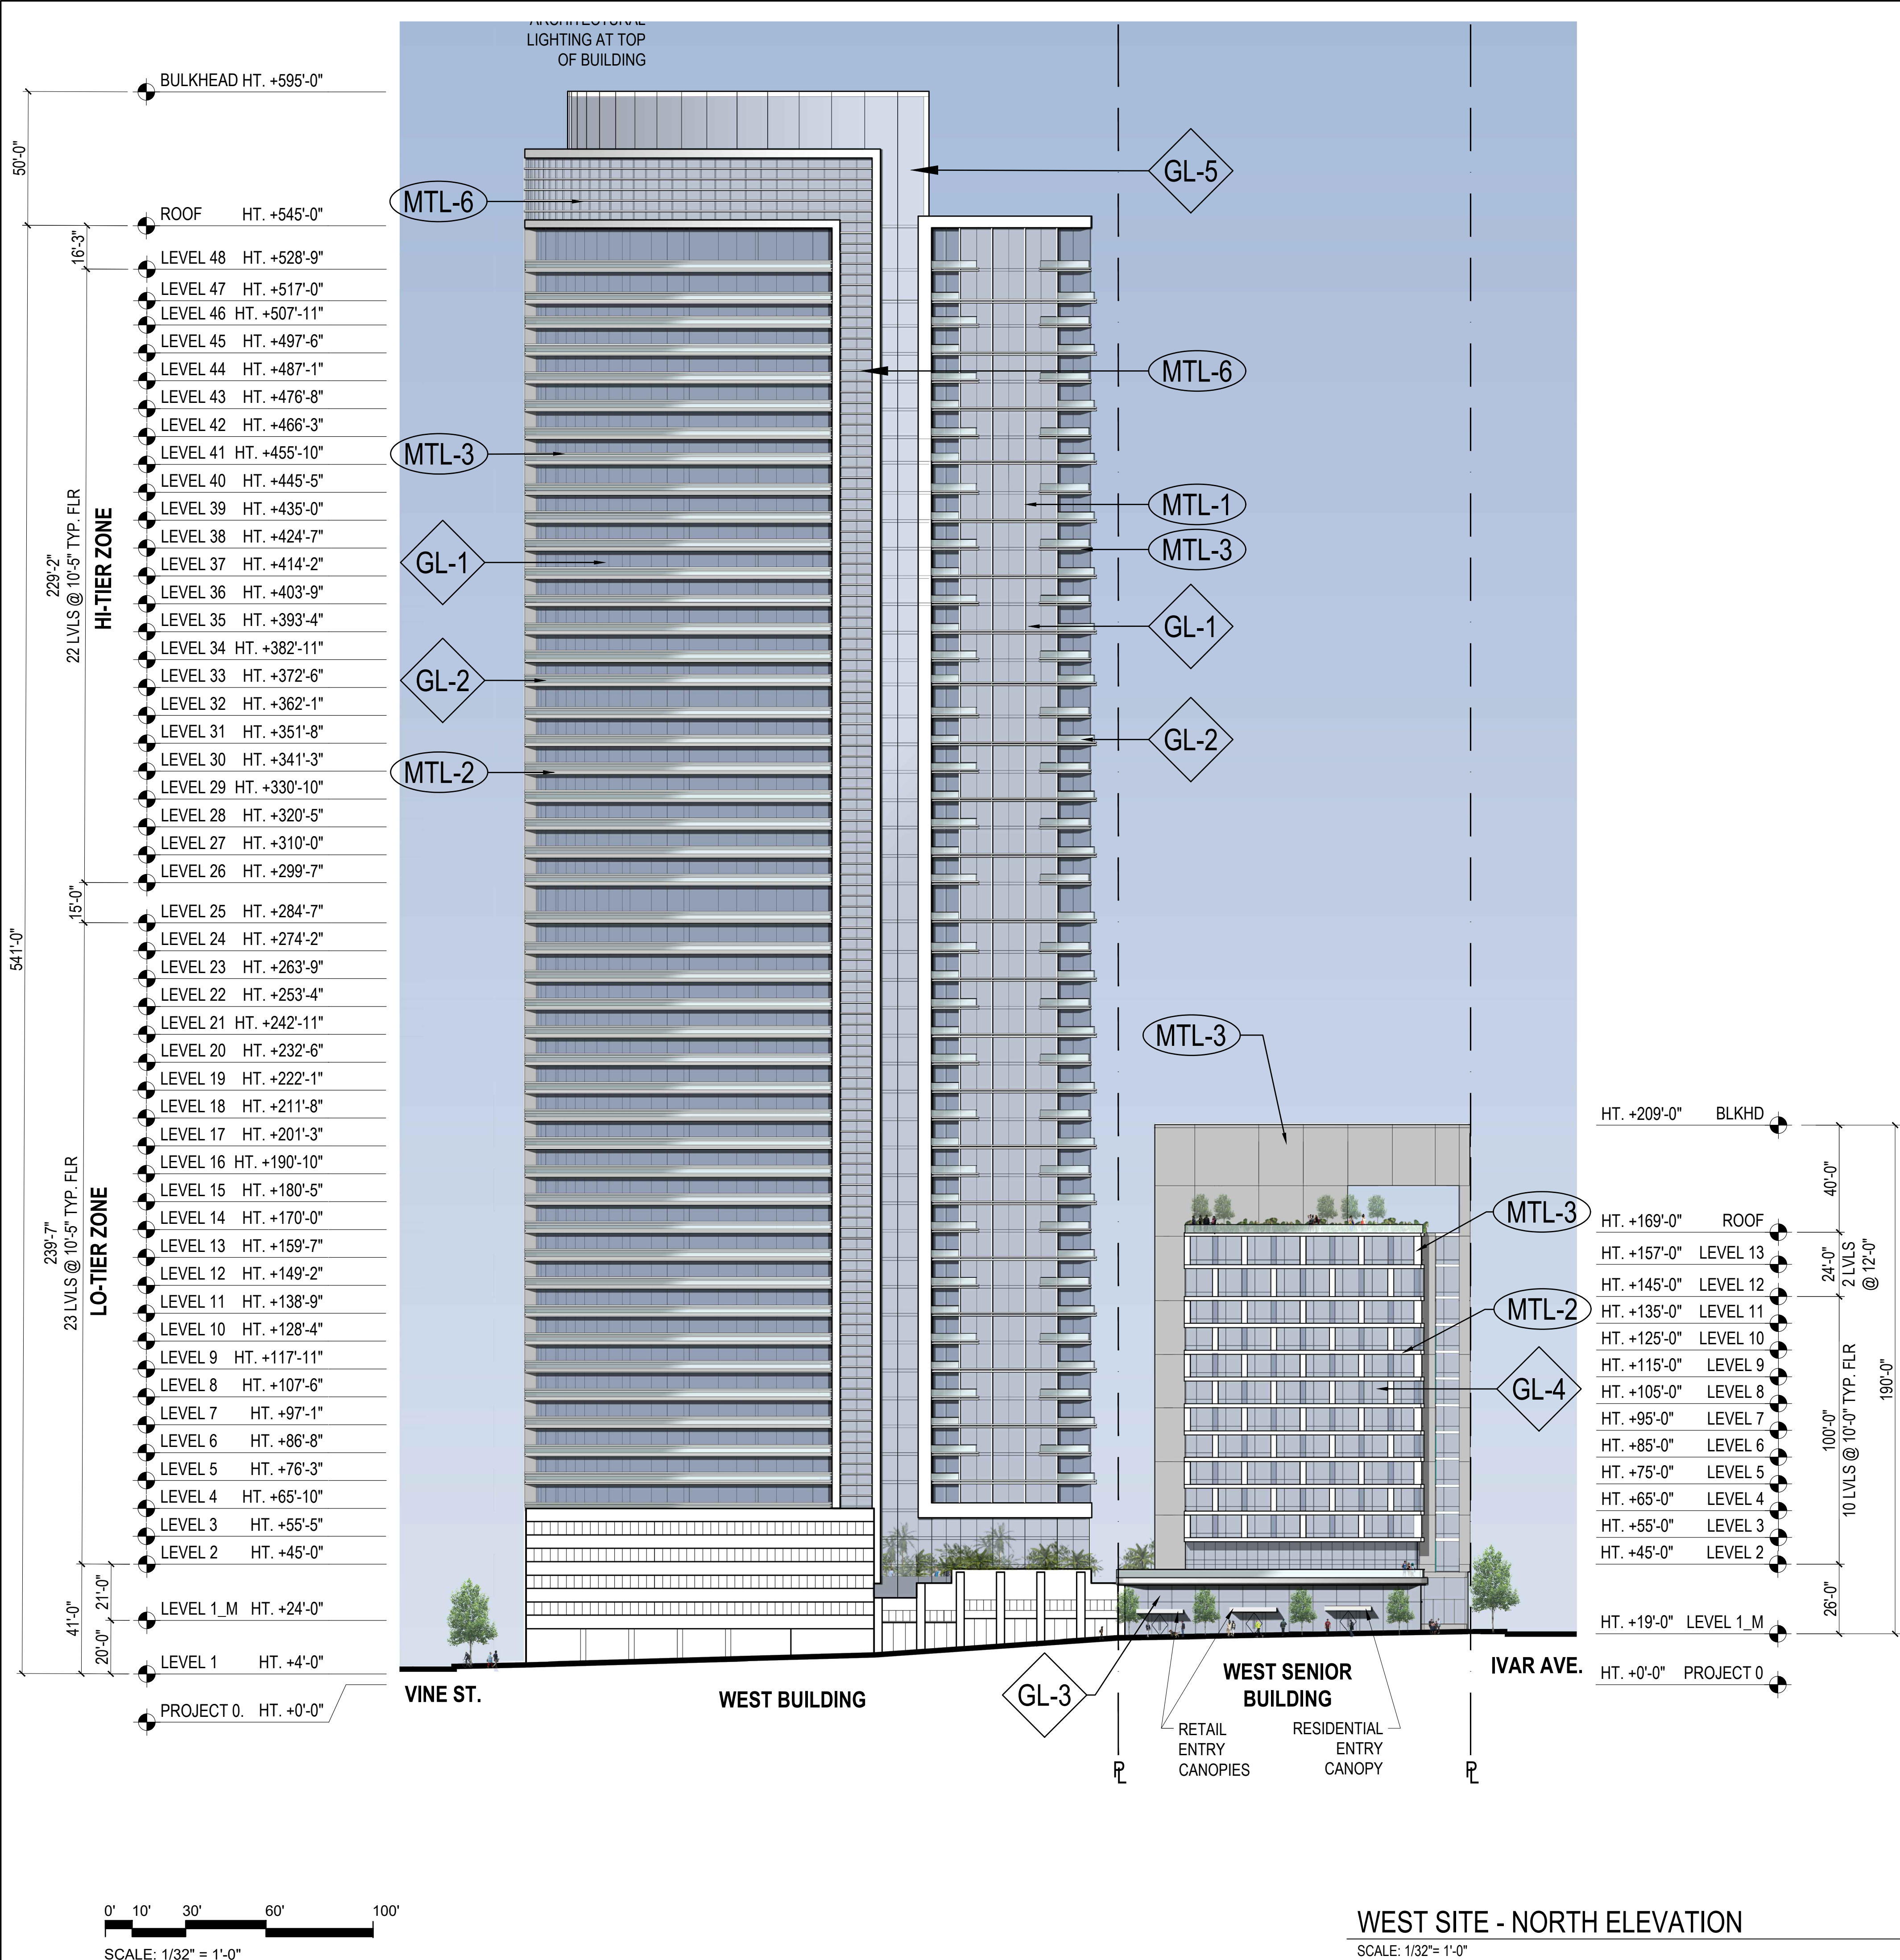 ARCHITECTURAL
LIGHTING AT TOP
OF BUILDING
BULKHEAD HT. +595'-0"
ROOF HT. +545'-0"
LEVEL 48 HT. +528'-9"
LEVEL 47 HT. +517'-0"
LEVEL 46 HT. +507'-11"
LEVEL 45 HT. +497'-6"
LEVEL 44 HT. +487'-1"
LEVEL 43 HT. +476'-8"
LEVEL 42 HT. +466'-3"
LEVEL 41 HT. +455'-10"
LEVEL 40 HT. +445'-5"
LEVEL 39 HT. +435'-0"
LEVEL 38 HT. +424'-7"
LEVEL 37 HT. +414'-2"
LEVEL 36 HT. +403'-9"
LEVEL 35 HT. +393'-4"
LEVEL 34 HT. +382'-11"
LEVEL 33 HT. +372'-6"
LEVEL 32 HT. +362'-1"
LEVEL 31 HT. +351'-8"
LEVEL 30 HT. +341'-3"
LEVEL 29 HT. +330'-10"
LEVEL 28 HT. +320'-5"
LEVEL 27 HT. +310'-0"
LEVEL 26 HT. +299'-7"
LEVEL 25 HT. +284'-7"
LEVEL 24 HT. +274'-2"
LEVEL 23 HT. +263'-9"
LEVEL 22 HT. +253'-4"
LEVEL 21 HT. +242'-11"
LEVEL 20 HT. +232'-6"
LEVEL 19 HT. +222'-1"
LEVEL 18 HT. +211'-8"
LEVEL 17 HT. +201'-3"
LEVEL 16 HT. +190'-10"
LEVEL 15 HT. +180'-5"
LEVEL 14 HT. +170'-0"
LEVEL 13 HT. +159'-7"
LEVEL 12 HT. +149'-2"
LEVEL 11 HT. +138'-9"
LEVEL 10 HT. +128'-4"
LEVEL 9 HT. +117'-11"
LEVEL 8 HT. +107'-6"
LEVEL 7 HT. +97'-1"
LEVEL 6 HT. +86'-8"
LEVEL 5 HT. +76'-3"
LEVEL 4 HT. +65'-10"
LEVEL 3 HT. +55'-5"
LEVEL 2 HT. +45'-0"
LEVEL 1_M HT. +24'-0"
LEVEL 1 HT. +4'-0"
PROJECT 0. HT. +0'-0"
50'-0"
16'-3"
229'-2"
22 LVLS @ 10'-5" TYP. FLR
HI-TIER ZONE
15'-0"
541'-0"
239'-7"
23 LVLS @ 10'-5" TYP. FLR
LO-TIER ZONE
41'-0"
21'-0"
20'-0"
MTL-6
MTL-3
GL-1
GL-2
MTL-2
GL-5
MTL-6
MTL-1
MTL-3
GL-1
GL-2
MTL-3
MTL-3
MTL-2
GL-4
GL-3
HT. +209'-0" BLKHD
HT. +169'-0" ROOF
HT. +157'-0" LEVEL 13
HT. +145'-0" LEVEL 12
HT. +135'-0" LEVEL 11
HT. +125'-0" LEVEL 10
HT. +115'-0" LEVEL 9
HT. +105'-0" LEVEL 8
HT. +95'-0" LEVEL 7
HT. +85'-0" LEVEL 6
HT. +75'-0" LEVEL 5
HT. +65'-0" LEVEL 4
HT. +55'-0" LEVEL 3
HT. +45'-0" LEVEL 2
HT. +19'-0" LEVEL 1_M
HT. +0'-0" PROJECT 0
40'-0"
24'-0"
2 LVLS
@ 12'-0"
100'-0"
10 LVLS @ 10'-0" TYP. FLR
190'-0"
26'-0"
VINE ST.
WEST BUILDING
WEST SENIOR
BUILDING
IVAR AVE.
RETAIL
ENTRY
CANOPIES
RESIDENTIAL
ENTRY
CANOPY
PL
PL
0' 10' 30' 60' 100'
SCALE: 1/32" = 1'-0"
WEST SITE - NORTH ELEVATION
SCALE: 1/32"= 1'-0"